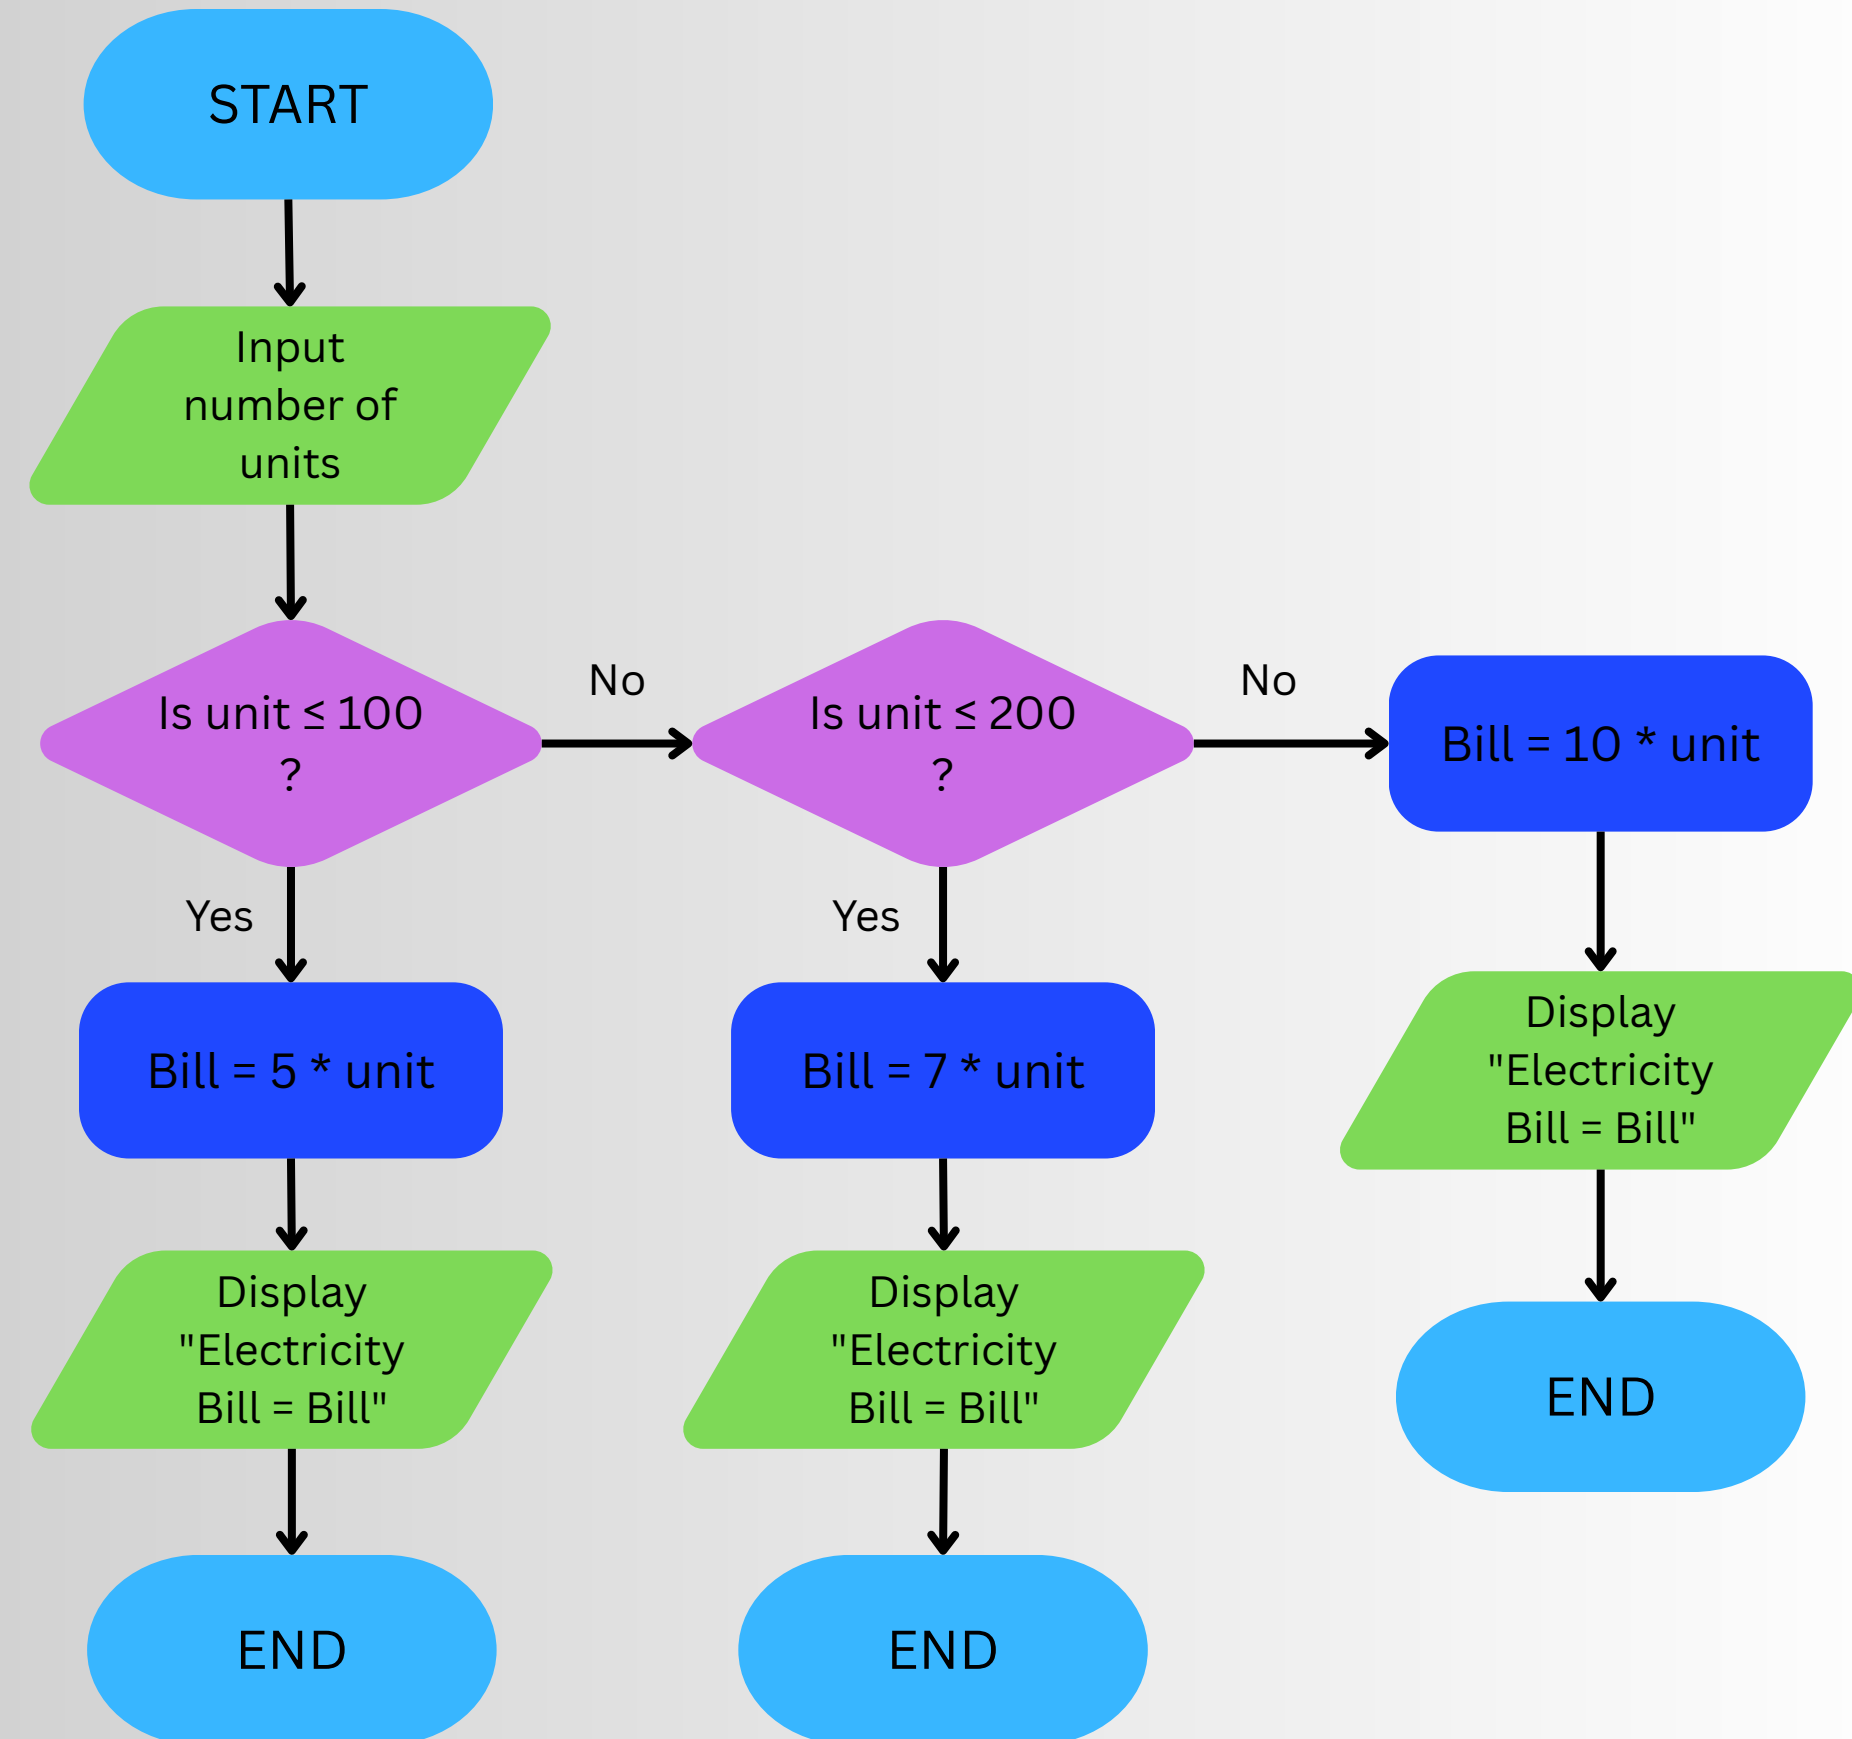 START
Input
number of
units
Is unit ≤ 100
?
No
Is unit ≤ 200
?
No
Bill = 10 * unit
Yes
Yes
Bill = 5 * unit
Bill = 7 * unit
Display
"Electricity
Bill = Bill"
Display
"Electricity
Bill = Bill"
Display
"Electricity
Bill = Bill"
END
END
END